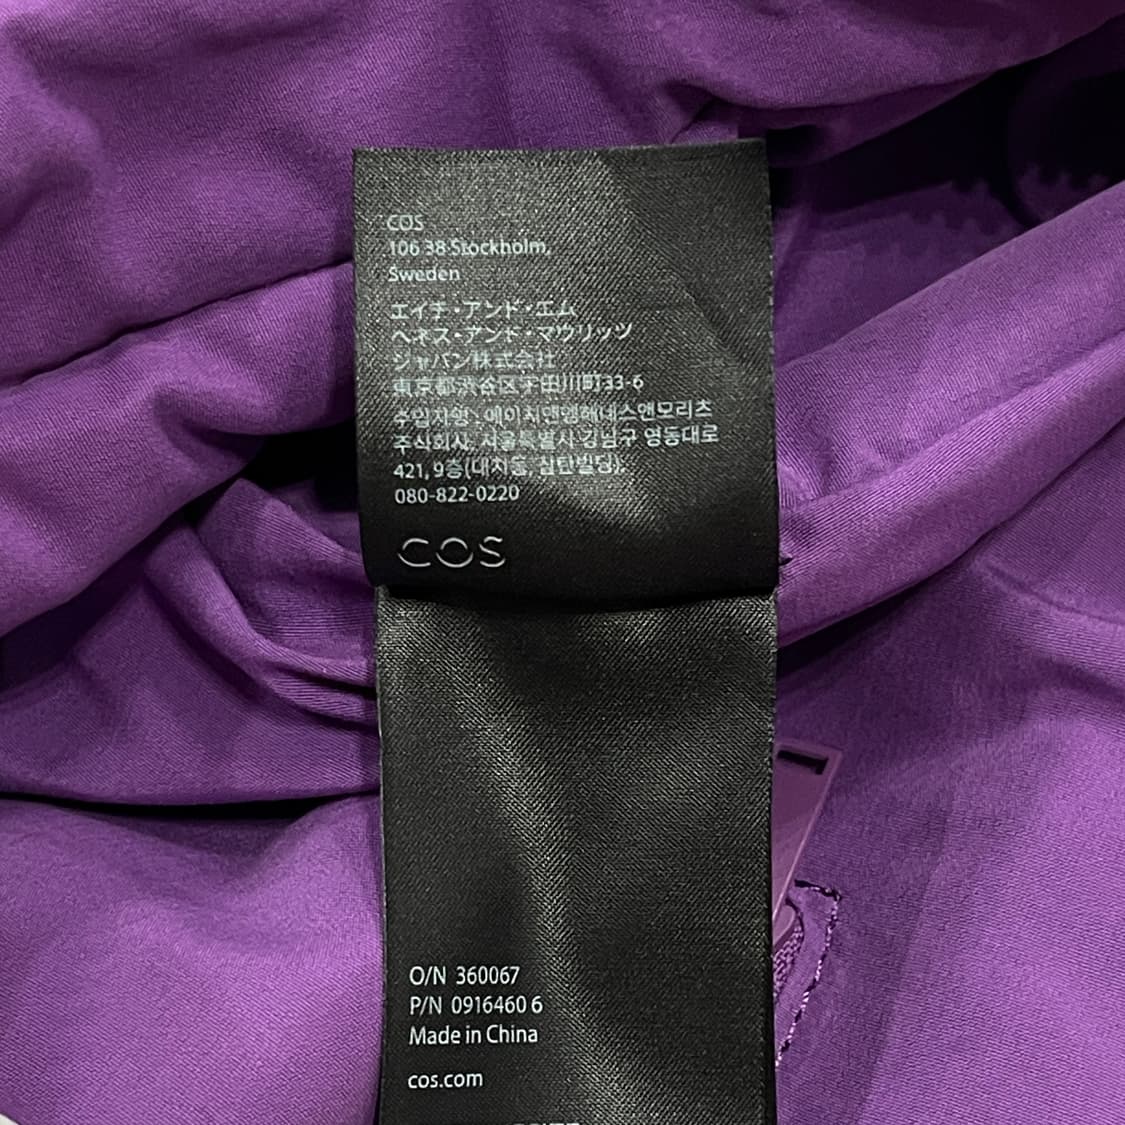 COS
106 38 Stockholm,
Sweden
エイチ・アンド・エム
ヘネス・アンド・マウリッツ
ジャパン株式会社
東京都渋谷区宇田川町33-6
수입자명 : 에이치앤엠헤네스앤모리츠
주식회사, 서울특별시 강남구 영동대로
421, 9층(대치동, 삼탄빌딩).
080-822-0220
COS
O/N 360067
P/N 0916460 6
Made in China
cos.com